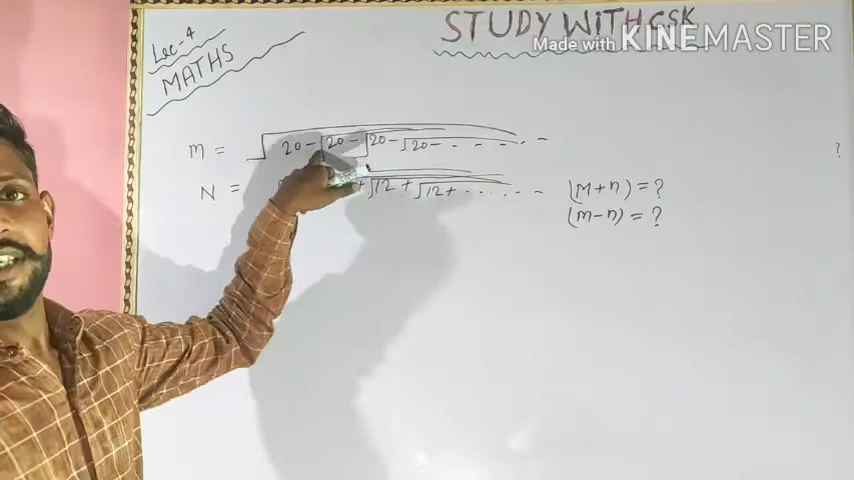 STUDY WITH GSK
Made with KINEMASTER
Lec-4
MATHS
m = √20-√20-√20-√20- - - - . -
N = +√12+√12+ . . . . . -
(m+n) = ?
(m-n) = ?
?